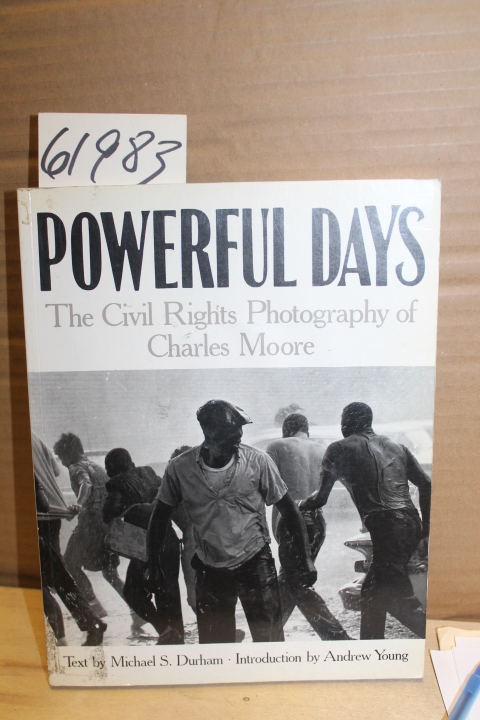 61983
POWERFUL DAYS
The Civil Rights Photography of
Charles Moore
Text by Michael S. Durham · Introduction by Andrew Young